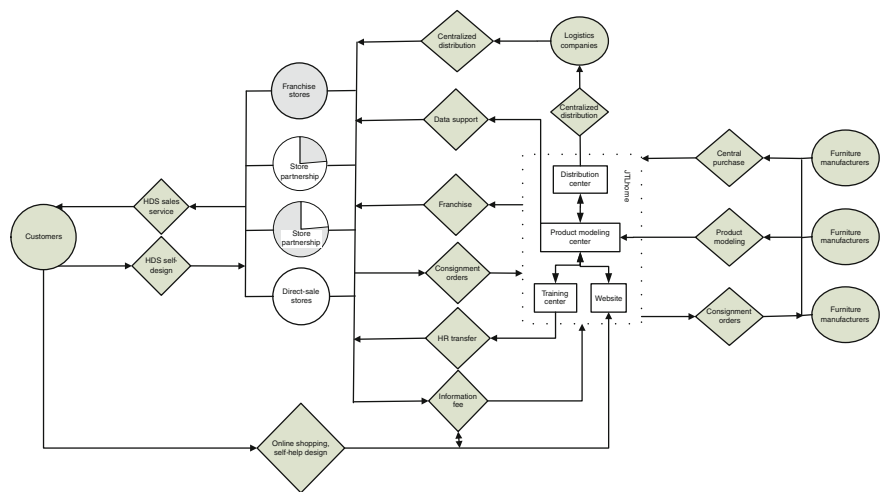 Centralized
distribution
Logistics
companies
Franchise
stores
Centralized
distribution
Data support
Store
partnership
Distribution
center
JTLhome
Central
purchase
Furniture
manufacturers
HDS sales
service
Franchise
Customers
Store
partnership
Product modeling
center
Product
modeling
Furniture
manufacturers
HDS self-
design
Consignment
orders
Direct-sale
stores
Training
center
Website
Consignment
orders
Furniture
manufacturers
HR transfer
Information
fee
Online shopping,
self-help design